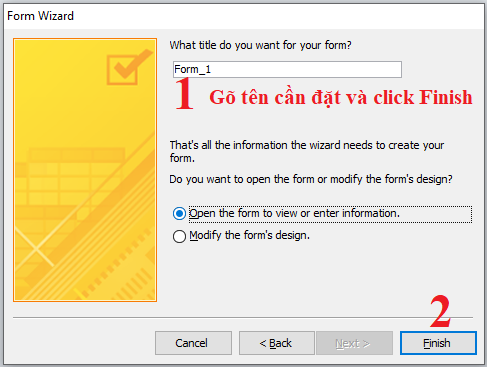 Form Wizard
What title do you want for your form?
Form_1
1 Gõ tên cần đặt và click Finish
That's all the information the wizard needs to create your
form.
Do you want to open the form or modify the form's design?
Open the form to view or enter information.
Modify the form's design.
2
Cancel < Back Next > Finish